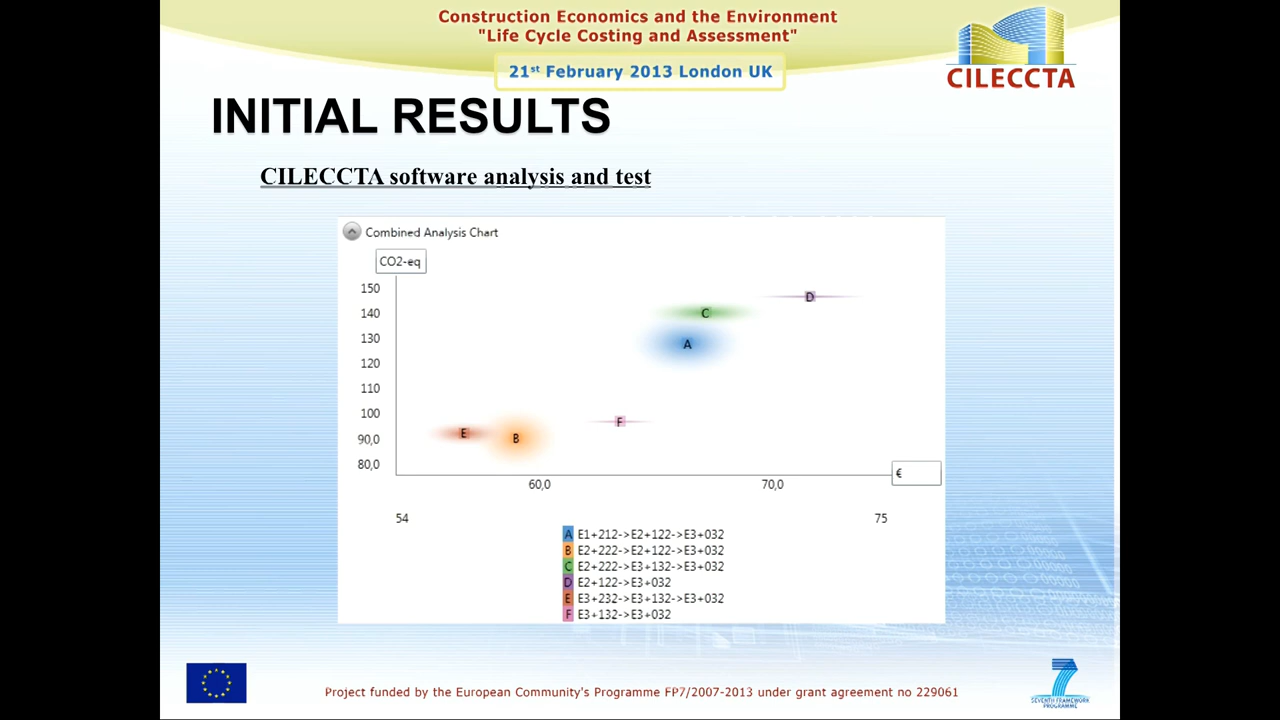 Construction Economics and the Environment
"Life Cycle Costing and Assessment"
21st February 2013 London UK
CILECCTA
INITIAL RESULTS
CILECCTA software analysis and test
Combined Analysis Chart
CO2-eq
150
140
130
120
110
100
90,0
80,0
D
C
A
F
E
B
€
60,0
70,0
54
75
A E1+212->E2+122->E3+032
B E2+222->E2+122->E3+032
C E2+222->E3+132->E3+032
D E2+122->E3+032
E E3+232->E3+132->E3+032
F E3+132->E3+032
Project funded by the European Community's Programme FP7/2007-2013 under grant agreement no 229061
7
SEVENTH FRAMEWORK
PROGRAMME